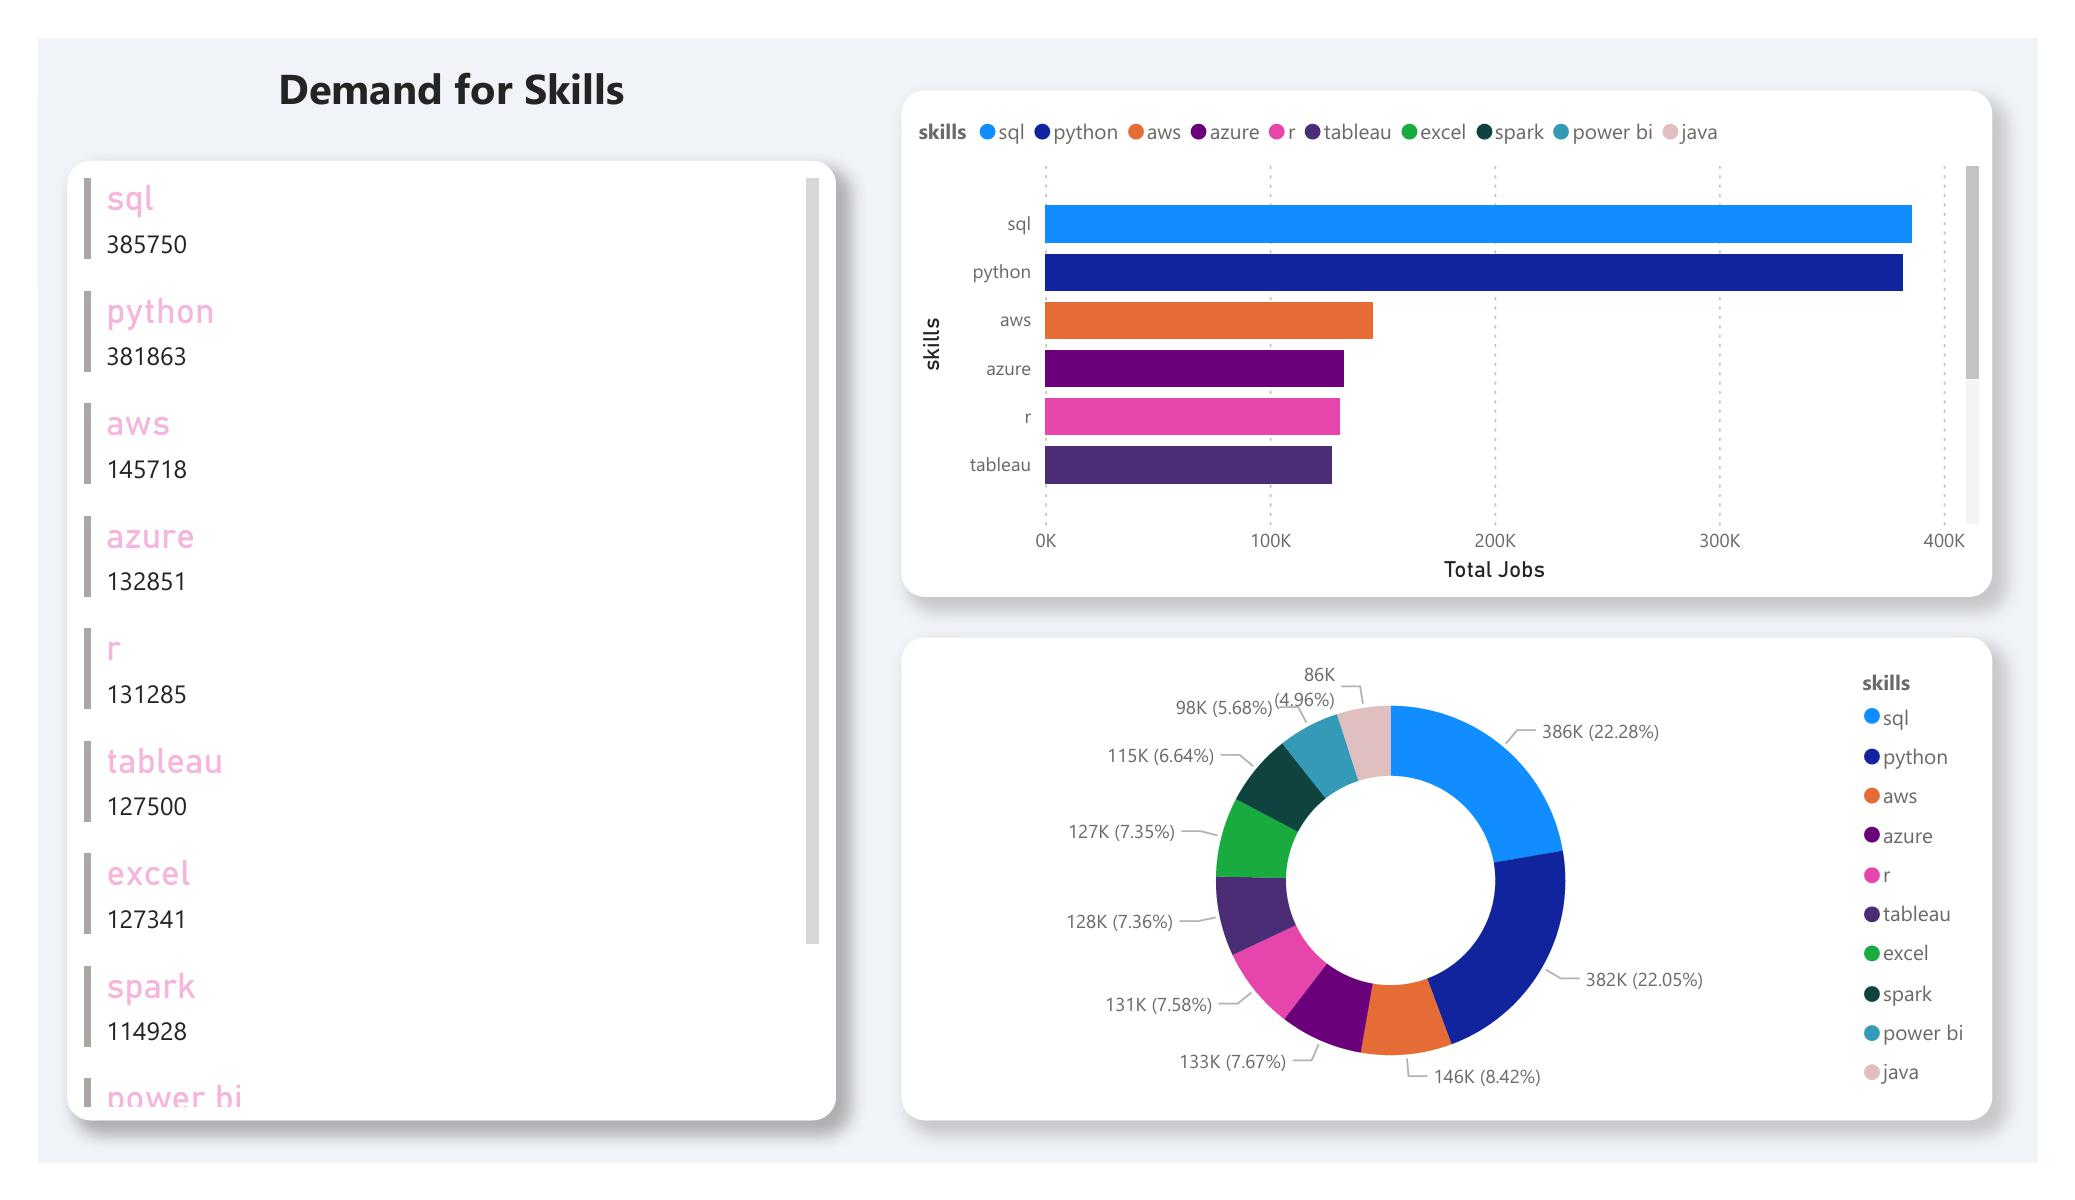 Demand for Skills
sql
385750
python
381863
aws
145718
azure
132851
r
131285
tableau
127500
excel
127341
spark
114928
power bi
skills sql python aws azure r tableau excel spark power bi java
skills
sql
python
aws
azure
r
tableau
0K 100K 200K 300K 400K
Total Jobs
86K
(4.96%)
98K (5.68%)
115K (6.64%)
127K (7.35%)
128K (7.36%)
131K (7.58%)
133K (7.67%)
146K (8.42%)
382K (22.05%)
386K (22.28%)
skills
sql
python
aws
azure
r
tableau
excel
spark
power bi
java